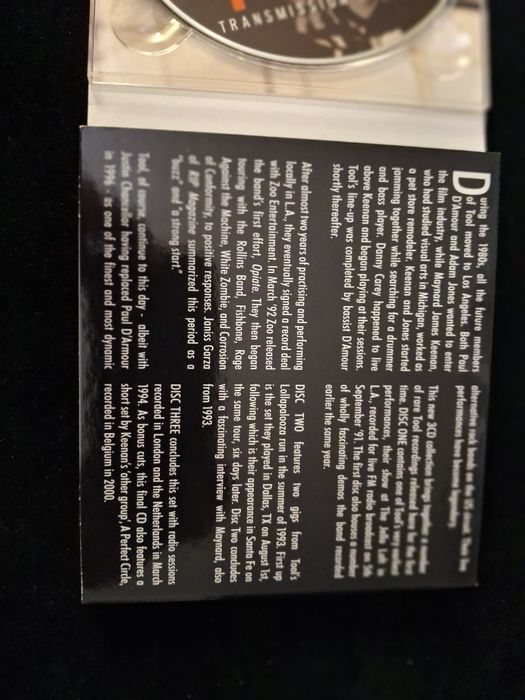 TRANSMISSION
During the 1980s, all the future members
of Tool moved to Los Angeles. Both Paul
D'Amour and Adam Jones wanted to enter
the film industry, while Maynard James Keenan,
who had studied visual arts in Michigan, worked as
a pet store remodeler. Keenan and Jones started
jamming together while searching for a drummer
and bass player. Danny Carey happened to live
above Keenan and began playing at their sessions.
Tool's line-up was completed by bassist D'Amour
shortly thereafter.
After almost two years of practising and performing
locally in L.A., they eventually signed a record deal
with Zoo Entertainment. In March '92 Zoo released
the band's first effort, Opiate. They then began
touring with the Rollins Band, Fishbone, Rage
Against the Machine, White Zombie, and Corrosion
of Conformity, to positive responses. Janiss Garza
of RIP Magazine summarized this period as a
"buzz" and "a strong start".
Tool, of course, continue to this day - albeit with
Justin Chancellor having replaced Paul D'Amour
in 1996 - as one of the finest and most dynamic
alternative rock bands on the US circuit. Their live
performances have become legendary.
This new 3CD collection brings together a number
of rare Tool recordings released here for the first
time. DISC ONE contains one of Tool's very earliest
performances, their show at The Jello Loft in
L.A., recorded for live FM radio broadcast on 5th
September '91. The first disc also houses a number
of wholly fascinating demos the band recorded
earlier the same year.
DISC TWO features two gigs from Tool's
Lollapalooza run in the summer of 1993. First up
is the set they played in Dallas, TX on August 1st,
following which is their appearance in Santa Fe on
the same tour, six days later. Disc Two concludes
with a fascinating interview with Maynard, also
from 1993.
DISC THREE concludes this set with radio sessions
recorded in London and the Netherlands in March
1994. As bonus cuts, this final CD also features a
short set by Keenan's 'other group', A Perfect Circle,
recorded in Belgium in 2000.